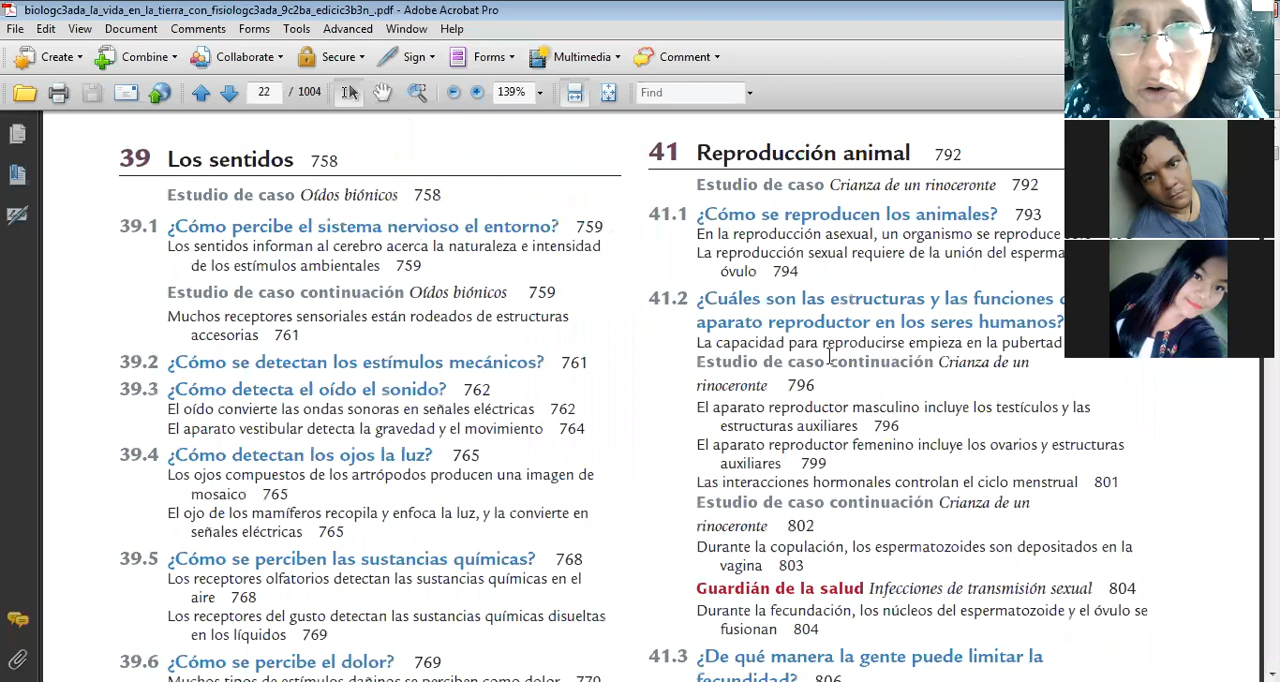 biologc3ada_la_vida_en_la_tierra_con_fisiologc3ada_9c2ba_edicic3b3n_.pdf - Adobe Acrobat Pro
File Edit View Document Comments Forms Tools Advanced Window Help
Create Combine Collaborate Secure Sign Forms Multimedia Comment
22 / 1004 139% Find
39 Los sentidos 758
Estudio de caso Oídos biónicos 758
39.1 ¿Cómo percibe el sistema nervioso el entorno? 759
Los sentidos informan al cerebro acerca la naturaleza e intensidad
de los estímulos ambientales 759
Estudio de caso continuación Oídos biónicos 759
Muchos receptores sensoriales están rodeados de estructuras
accesorias 761
39.2 ¿Cómo se detectan los estímulos mecánicos? 761
39.3 ¿Cómo detecta el oído el sonido? 762
El oído convierte las ondas sonoras en señales eléctricas 762
El aparato vestibular detecta la gravedad y el movimiento 764
39.4 ¿Cómo detectan los ojos la luz? 765
Los ojos compuestos de los artrópodos producen una imagen de
mosaico 765
El ojo de los mamíferos recopila y enfoca la luz, y la convierte en
señales eléctricas 765
39.5 ¿Cómo se perciben las sustancias químicas? 768
Los receptores olfatorios detectan las sustancias químicas en el
aire 768
Los receptores del gusto detectan las sustancias químicas disueltas
en los líquidos 769
39.6 ¿Cómo se percibe el dolor? 769
Muchos tipos de estímulos dañinos se perciben como dolor 770
41 Reproducción animal 792
Estudio de caso Crianza de un rinoceronte 792
41.1 ¿Cómo se reproducen los animales? 793
En la reproducción asexual, un organismo se reproduce
La reproducción sexual requiere de la unión del esperma
óvulo 794
41.2 ¿Cuáles son las estructuras y las funciones
aparato reproductor en los seres humanos?
La capacidad para reproducirse empieza en la pubertad
Estudio de caso continuación Crianza de un
rinoceronte 796
El aparato reproductor masculino incluye los testículos y las
estructuras auxiliares 796
El aparato reproductor femenino incluye los ovarios y estructuras
auxiliares 799
Las interacciones hormonales controlan el ciclo menstrual 801
Estudio de caso continuación Crianza de un
rinoceronte 802
Durante la copulación, los espermatozoides son depositados en la
vagina 803
Guardián de la salud Infecciones de transmisión sexual 804
Durante la fecundación, los núcleos del espermatozoide y el óvulo se
fusionan 804
41.3 ¿De qué manera la gente puede limitar la
fecundidad? 806